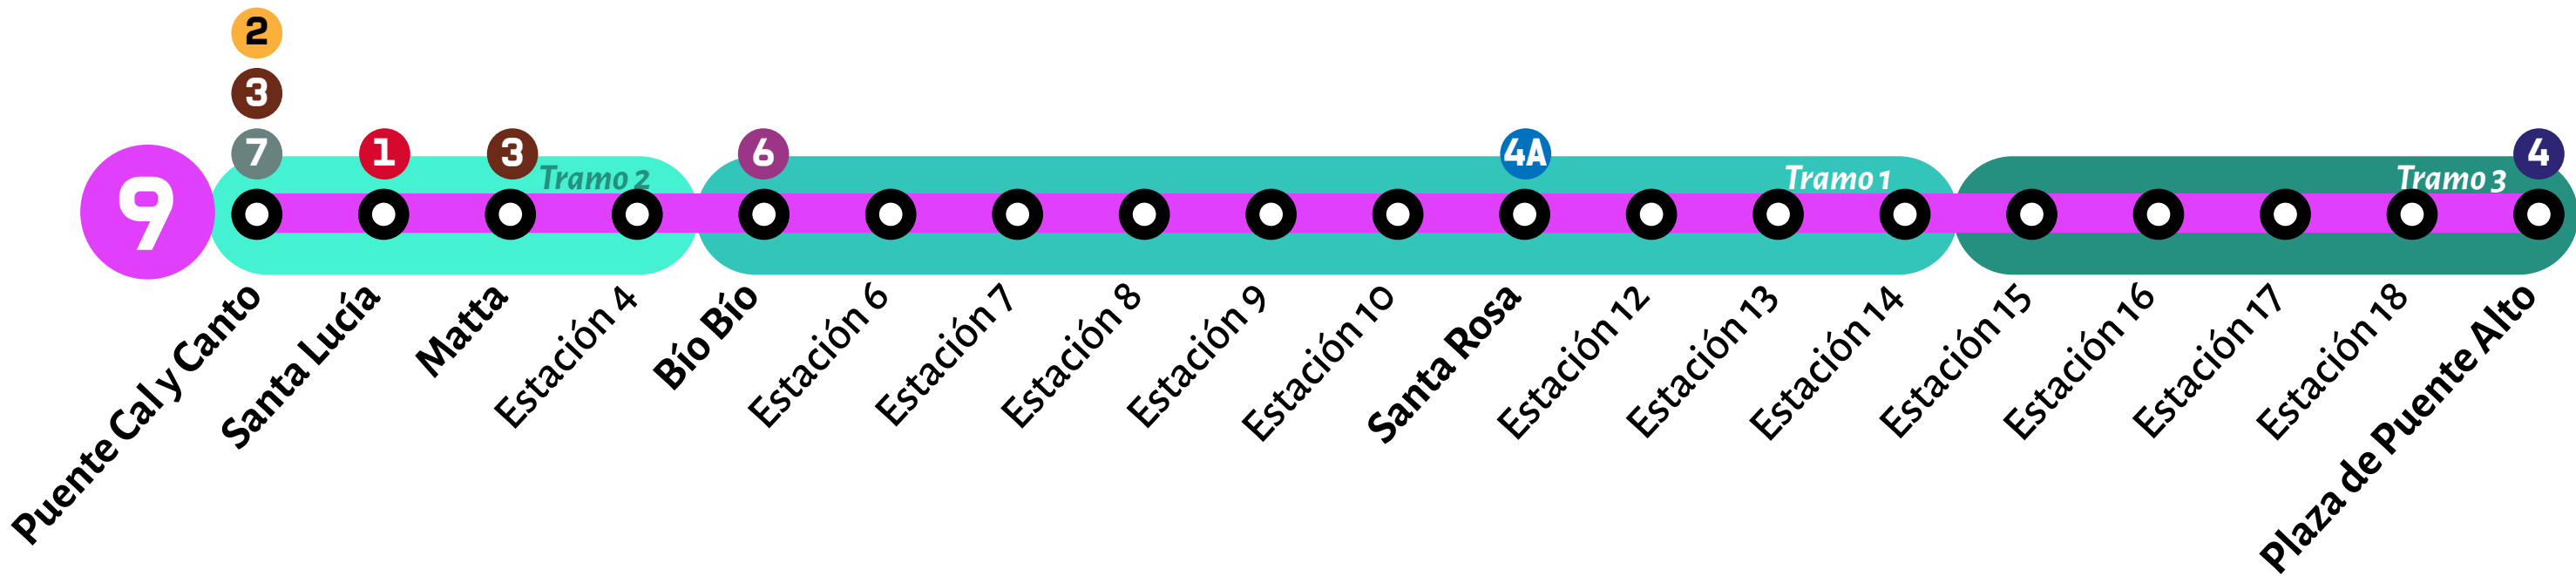 2
3
7
1
3
6
4A
4
9
Tramo 2
Tramo 1
Tramo 3
Puente Cal y Canto
Santa Lucía
Matta
Estación 4
Bío Bío
Estación 6
Estación 7
Estación 8
Estación 9
Estación 10
Santa Rosa
Estación 12
Estación 13
Estación 14
Estación 15
Estación 16
Estación 17
Estación 18
Plaza de Puente Alto